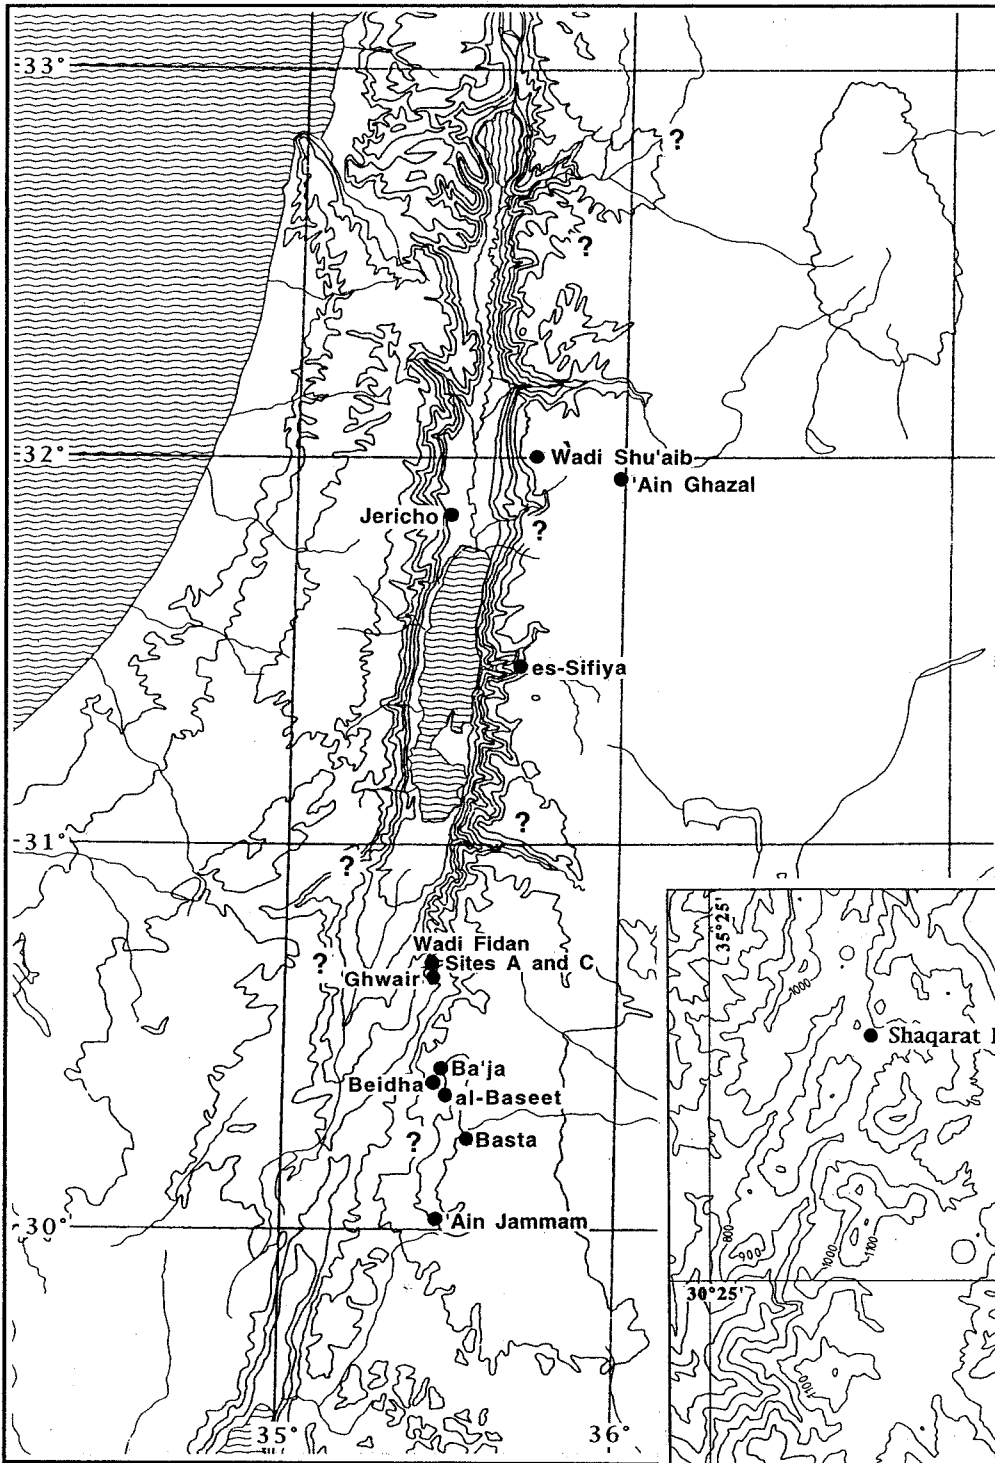 33°
?
?
32°
Wadi Shu'aib
'Ain Ghazal
Jericho
?
es-Sifiya
?
31°
?
Wadi Fidan
? Sites A and C
Ghwair
Ba'ja
Beidha
al-Baseet
? Basta
'Ain Jammam
30°
35°
36°
35°25'
1000
Shaqarat
800
900
1000
1100
30°25'
1100